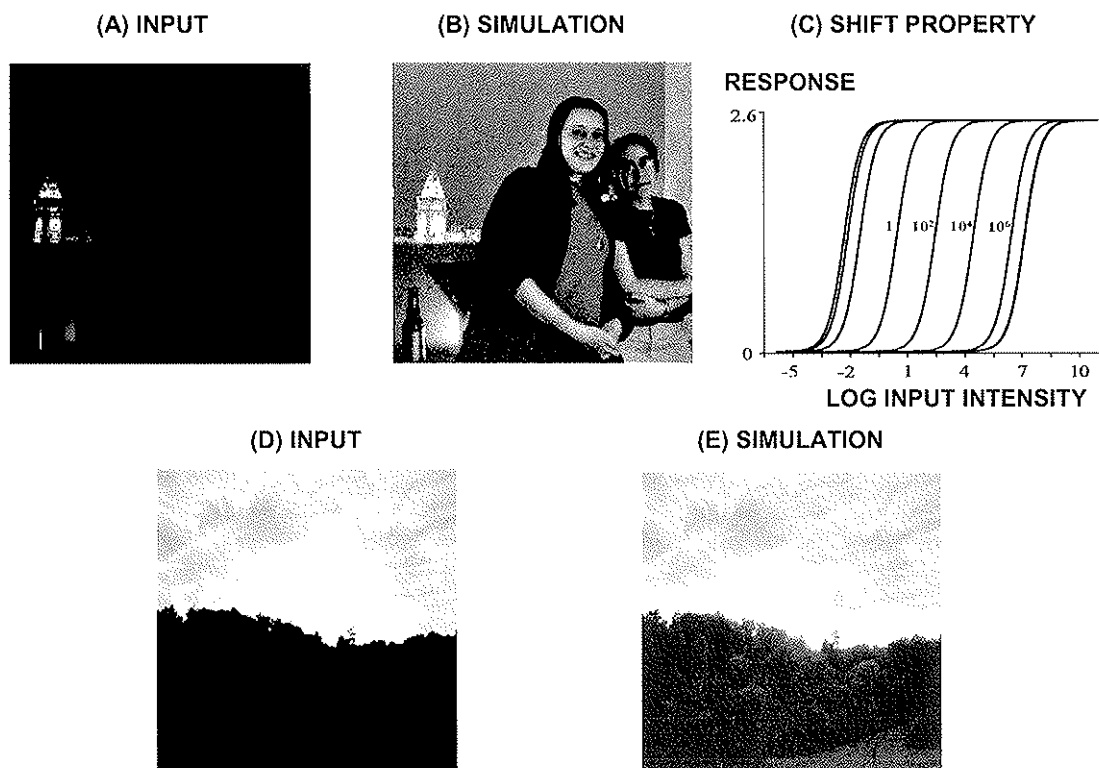 (A) INPUT
(B) SIMULATION
(C) SHIFT PROPERTY
RESPONSE
2.6
1 10² 10⁴ 10⁶
0
-5 -2 1 4 7 10
LOG INPUT INTENSITY
(D) INPUT
(E) SIMULATION